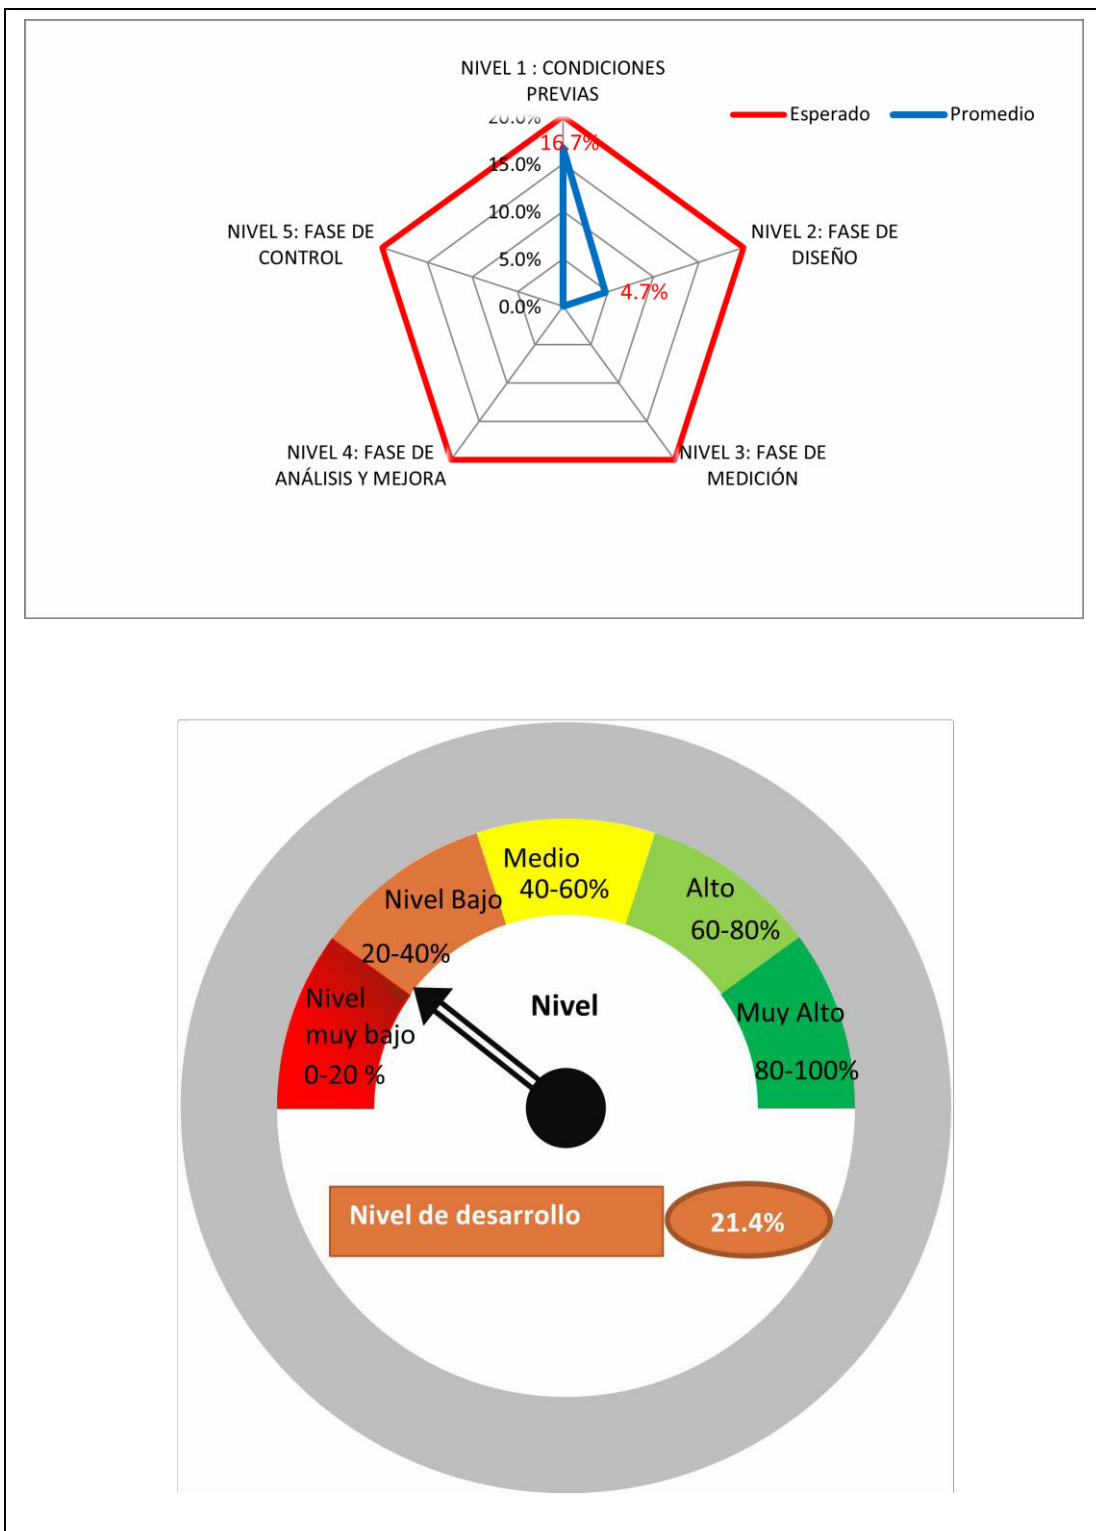 NIVEL 1 : CONDICIONES
PREVIAS
Esperado
Promedio
20.0%
16.7%
15.0%
10.0%
5.0%
0.0%
4.7%
NIVEL 5: FASE DE
CONTROL
NIVEL 2: FASE DE
DISEÑO
NIVEL 4: FASE DE
ANÁLISIS Y MEJORA
NIVEL 3: FASE DE
MEDICIÓN
Medio
40-60%
Nivel Bajo
20-40%
Alto
60-80%
Nivel
muy bajo
0-20 %
Nivel
Muy Alto
80-100%
Nivel de desarrollo
21.4%